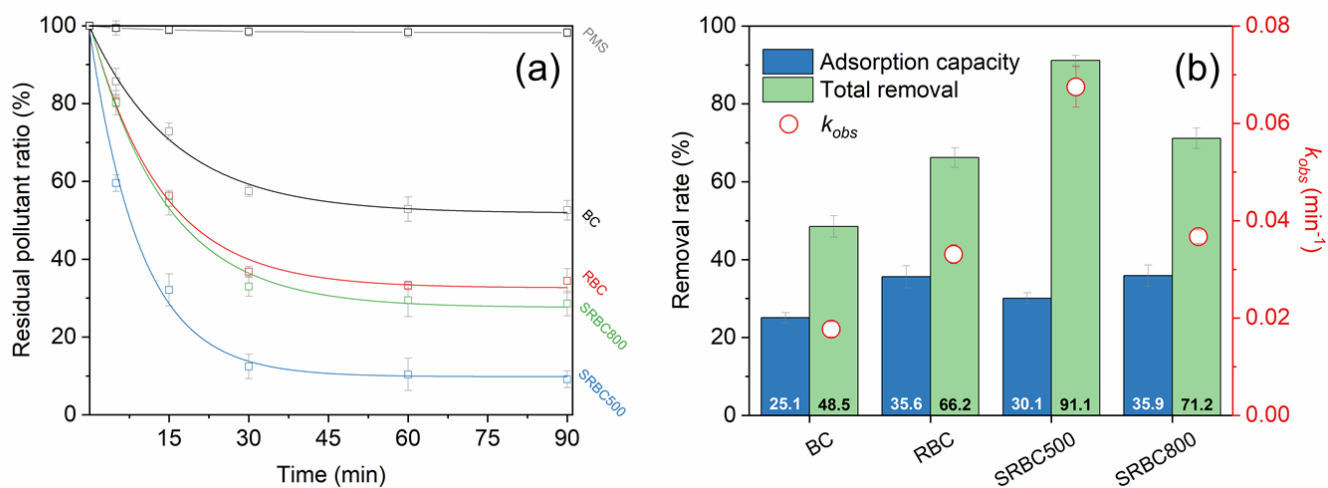 (a)
Residual pollutant ratio (%)
100
80
60
40
20
0
15
30
45
60
75
90
Time (min)
PMS
BC
RBC
SRBC800
SRBC500
(b)
Adsorption capacity
Total removal
k_obs
Removal rate (%)
100
80
60
40
20
0
25.1 48.5 35.6 66.2 30.1 91.1 35.9 71.2
BC
RBC
SRBC500
SRBC800
0.08
0.06
0.04
0.02
0.00
k_obs (min⁻¹)